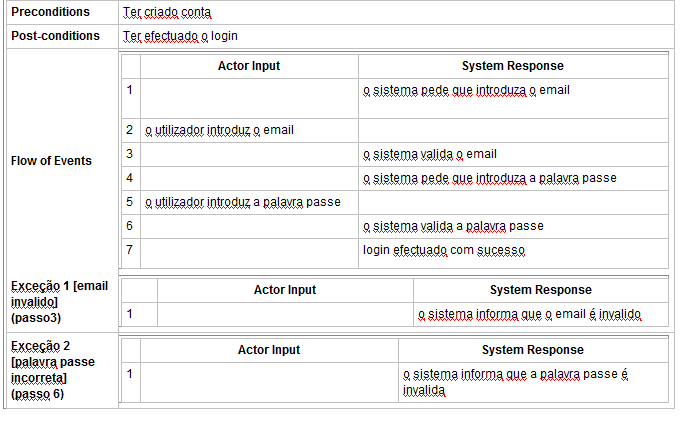 Preconditions Ter criado conta
Post-conditions Ter efectuado o login
Flow of Events
Actor Input System Response
1 o sistema pede que introduza o email
2 o utilizador introduz o email
3 o sistema valida o email
4 o sistema pede que introduza a palavra passe
5 o utilizador introduz a palavra passe
6 o sistema valida a palavra passe
7 login efectuado com sucesso
Exceção 1 [email
invalido]
(passo3)
Actor Input System Response
1 o sistema informa que o email é invalido
Exceção 2
[palavra passe
incorreta]
(passo 6)
Actor Input System Response
1 o sistema informa que a palavra passe é
invalida